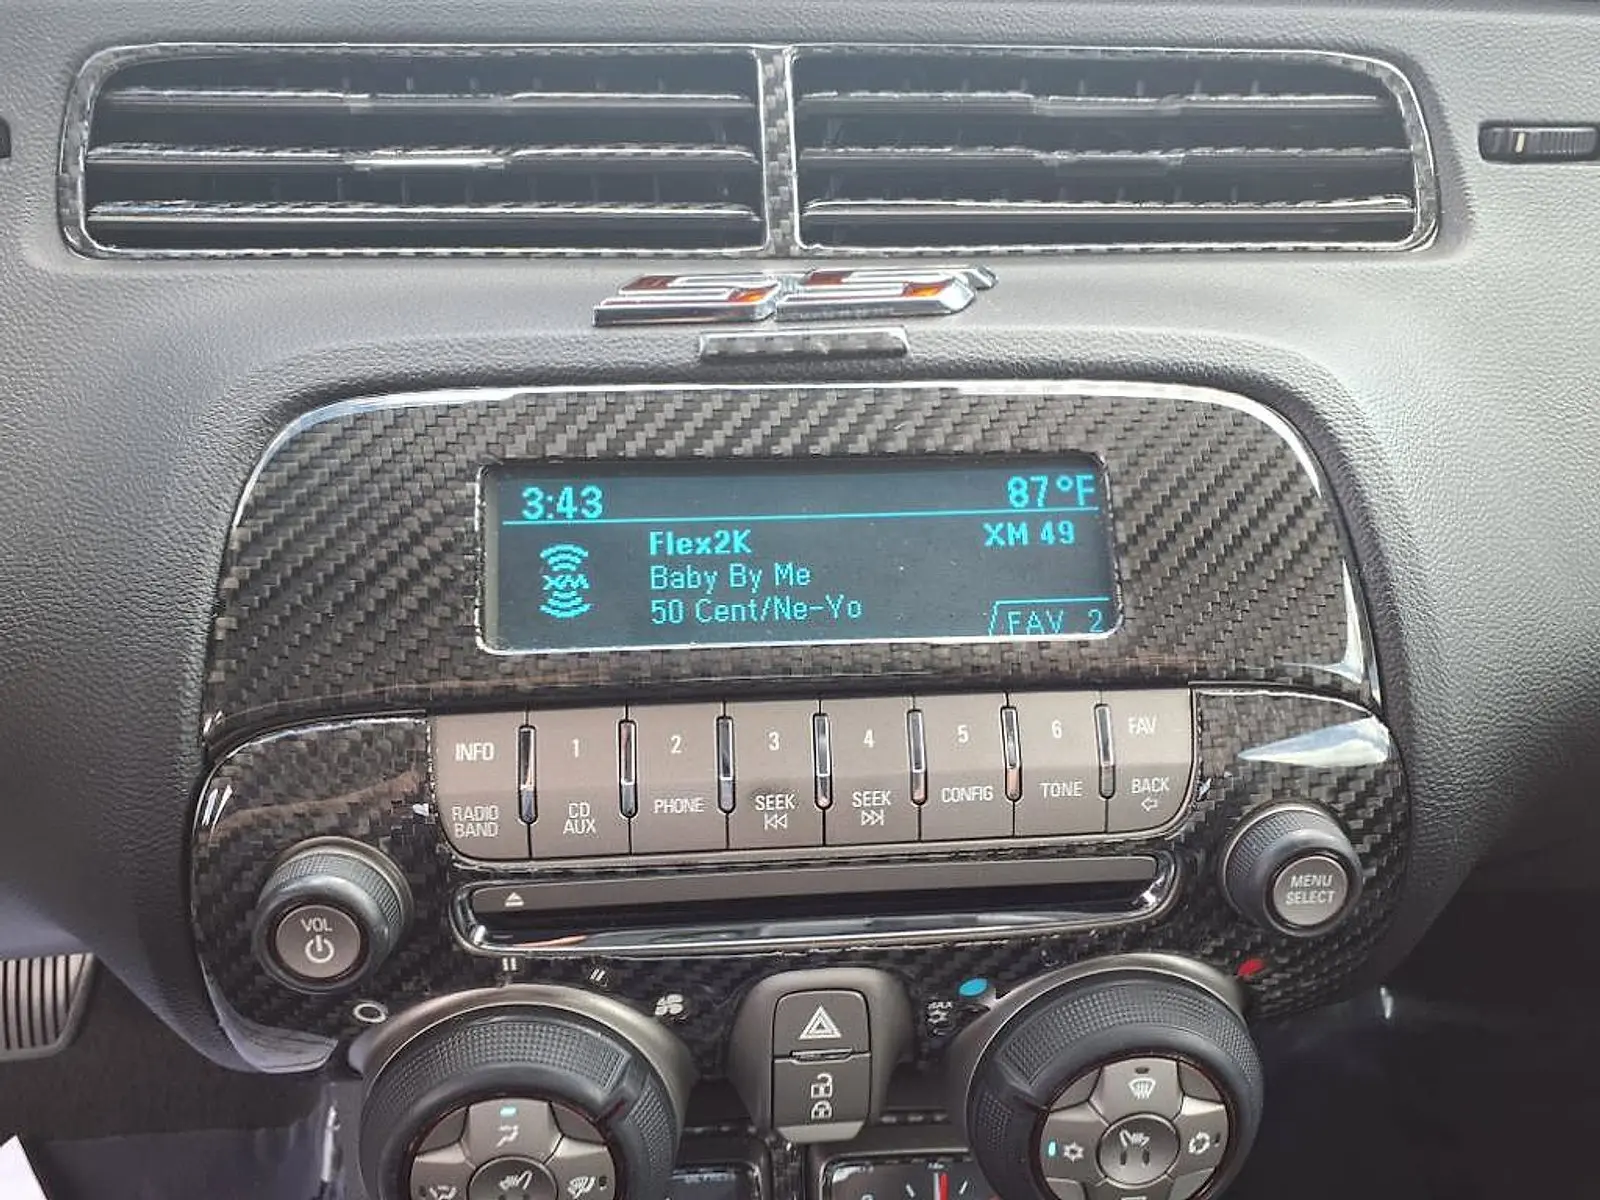 SS
3:43 87°F
Flex2K XM 49
XM
Baby By Me
50 Cent/Ne-Yo
FAV 2
INFO 1 2 3 4 5 6 FAV
RADIO BAND CD AUX PHONE SEEK SEEK CONFIG TONE BACK
VOL
MENU
SELECT
MAX